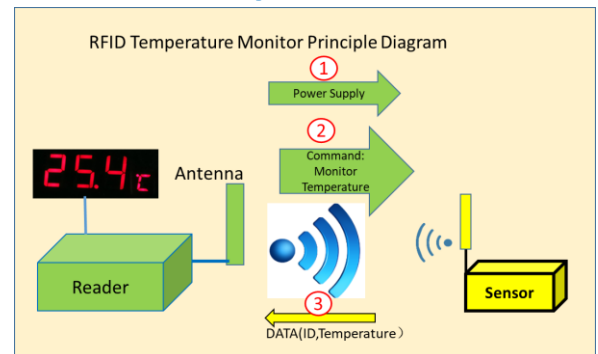 RFID Temperature Monitor Principle Diagram
1
Power Supply
2
Command:
Monitor
Temperature
25.4℃
Antenna
Reader
Sensor
3
DATA(ID,Temperature）